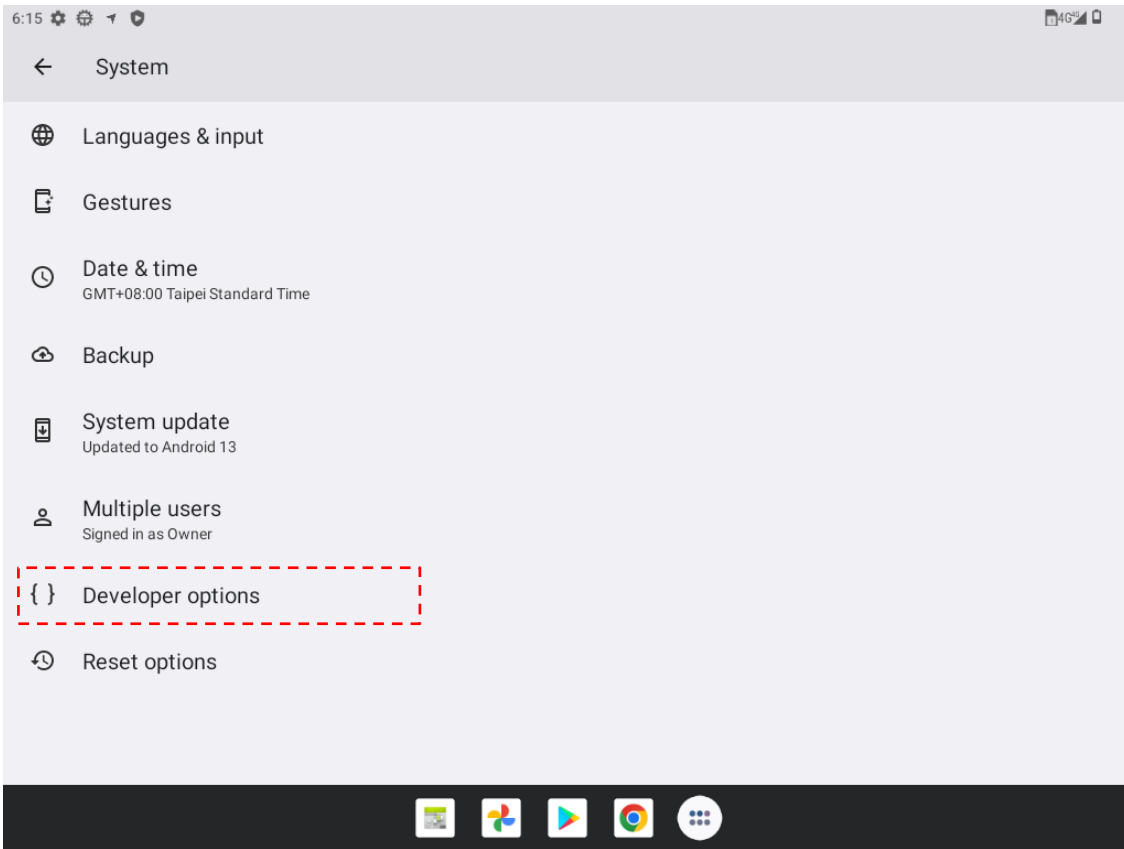 6:15
4G
System
Languages & input
Gestures
Date & time
GMT+08:00 Taipei Standard Time
Backup
System update
Updated to Android 13
Multiple users
Signed in as Owner
{ } Developer options
Reset options